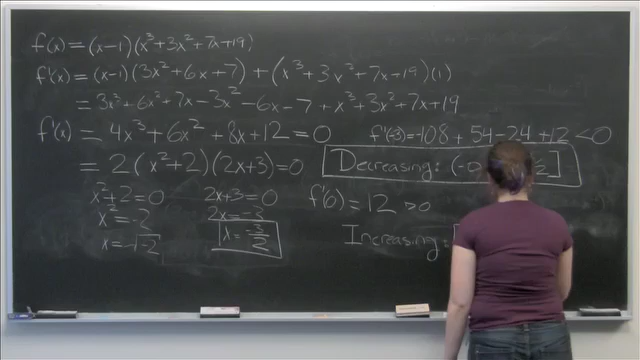 f(x) = (x-1)(x³+3x²+7x+19)
f'(x) = (x-1)(3x²+6x+7) + (x³+3x²+7x+19)(1)
= 3x³+6x²+7x-3x²-6x-7+x³+3x²+7x+19
f'(x) = 4x³+6x²+8x+12=0
f'(-3)=-108+54-24+12<0
= 2(x²+2)(2x+3)=0
Decreasing: (-
x²+2=0
2x+3=0
f'(0)=12>0
x²=-2
2x=-3
x=√-2
x=-3/2
Increasing: [